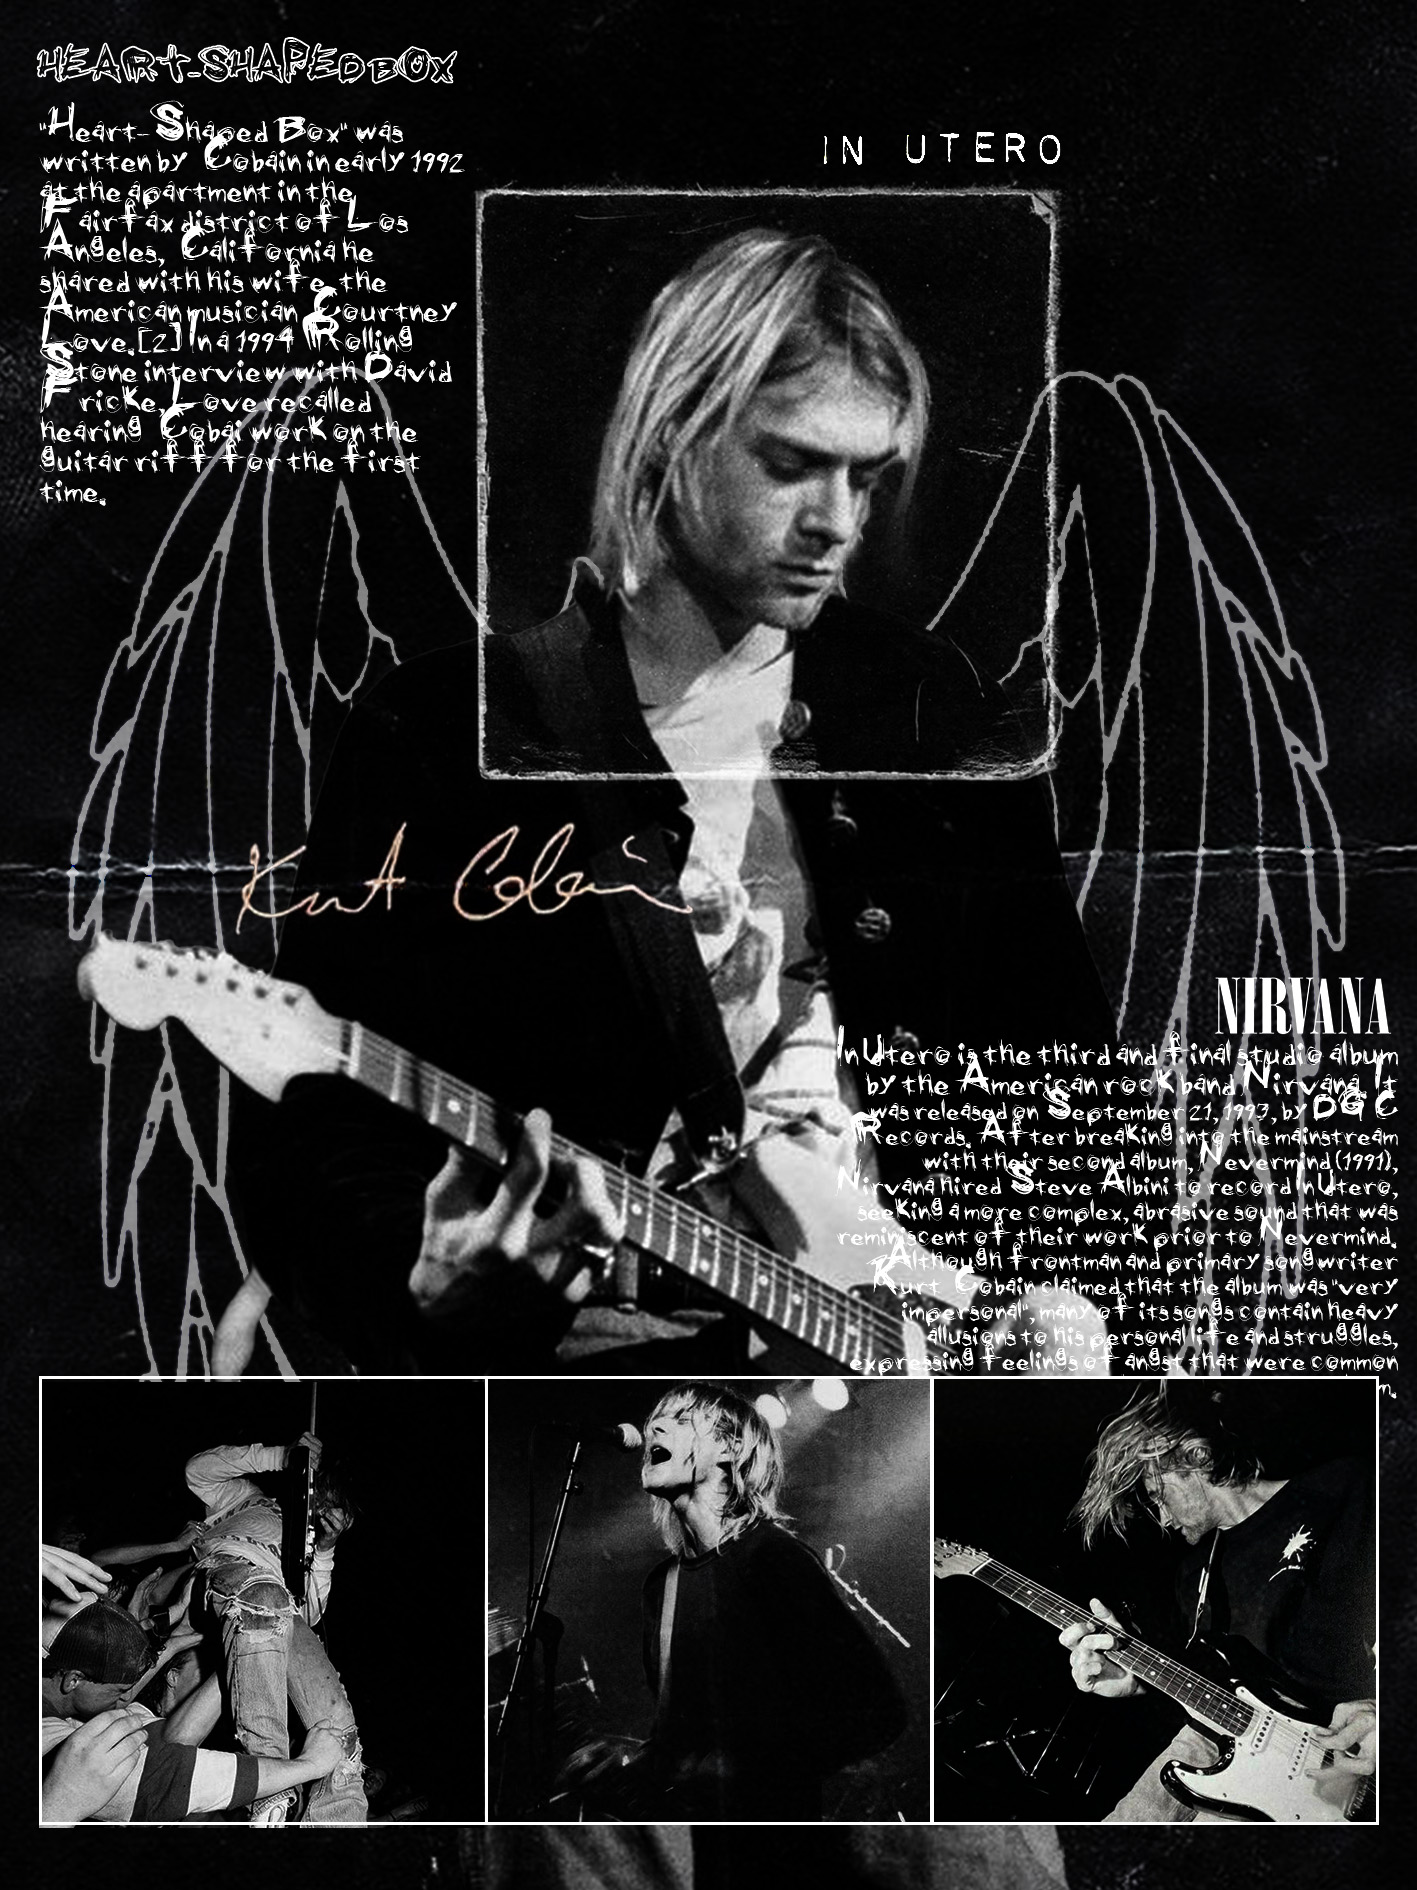 HEART-SHAPED BOX
"Heart-Shaped Box" was
written by Cobain in early 1992
at the apartment in the
Fairfax district of Los
Angeles, California he
shared with his wife, the
American musician Courtney
Love.[2] In a 1994 Rolling
Stone interview with David
Fricke, Love recalled
hearing Cobai work on the
guitar riff for the first
time.
IN UTERO
Kurt Cobain
NIRVANA
In Utero is the third and final studio album
by the American rock band Nirvana. It
was released on September 21, 1993, by DGC
Records. After breaking into the mainstream
with their second album, Nevermind (1991),
Nirvana hired Steve Albini to record In Utero,
seeking a more complex, abrasive sound that was
reminiscent of their work prior to Nevermind.
Although frontman and primary songwriter
Kurt Cobain claimed that the album was "very
impersonal", many of its songs contain heavy
allusions to his personal life and struggles,
expressing feelings of angst that were common
m.